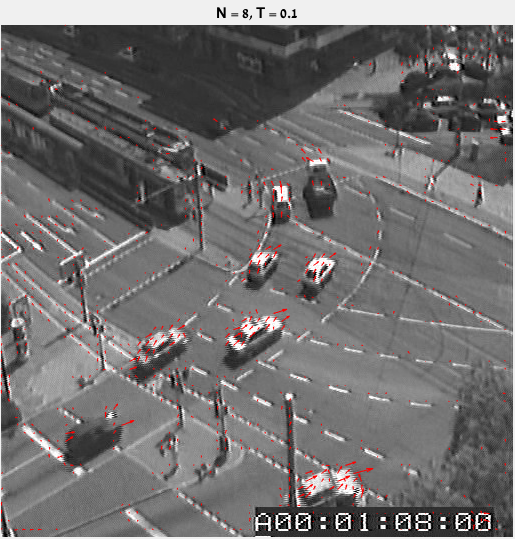 N = 8, T = 0.1
A00:01:08:00